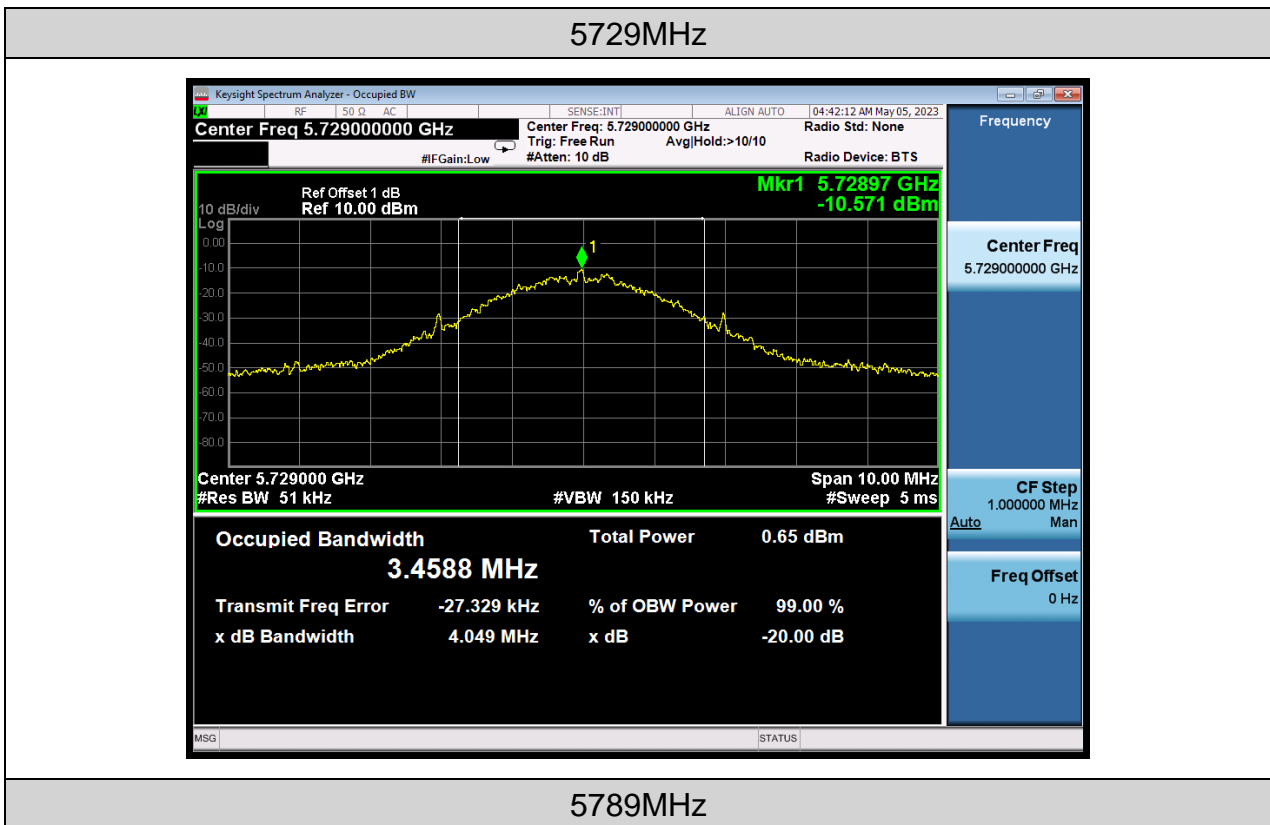 5729MHz
Keysight Spectrum Analyzer - Occupied BW
LXI RF 50 Ω AC SENSE:INT ALIGN AUTO 04:42:12 AM May 05, 2023
Center Freq 5.729000000 GHz Center Freq: 5.729000000 GHz Radio Std: None
Trig: Free Run Avg|Hold:>10/10
#IFGain:Low #Atten: 10 dB Radio Device: BTS
Frequency
Mkr1 5.72897 GHz
-10.571 dBm
Ref Offset 1 dB
10 dB/div Ref 10.00 dBm
Log
0.00
-10.0
-20.0
-30.0
-40.0
-50.0
-60.0
-70.0
-80.0
1
Center 5.729000 GHz Span 10.00 MHz
#Res BW 51 kHz #VBW 150 kHz #Sweep 5 ms
Occupied Bandwidth Total Power 0.65 dBm
3.4588 MHz
Transmit Freq Error -27.329 kHz % of OBW Power 99.00 %
x dB Bandwidth 4.049 MHz x dB -20.00 dB
Center Freq
5.729000000 GHz
CF Step
1.000000 MHz
Auto Man
Freq Offset
0 Hz
MSG STATUS
5789MHz